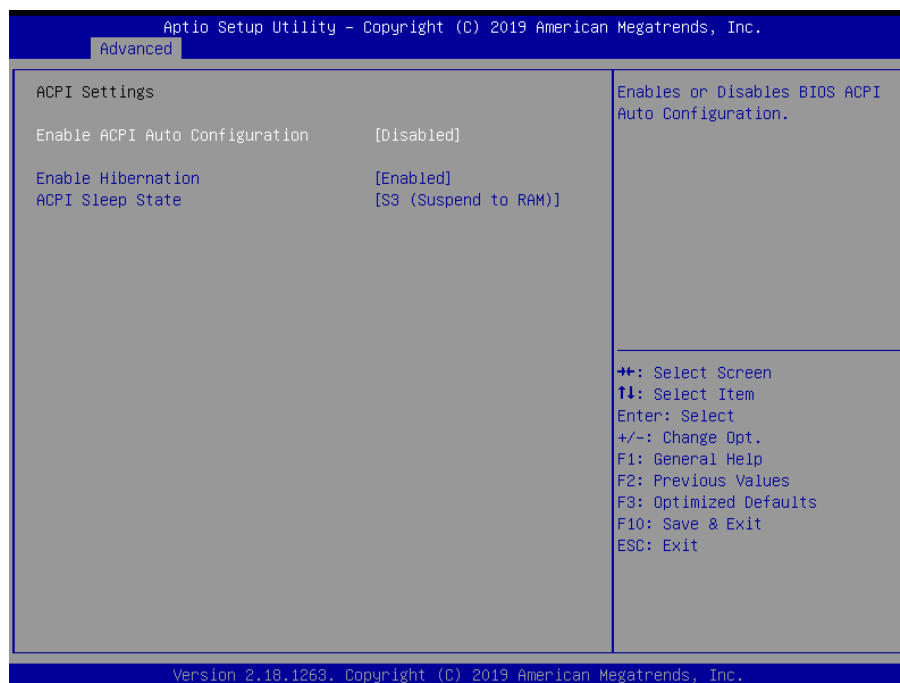 Aptio Setup Utility – Copyright (C) 2019 American Megatrends, Inc.
Advanced
ACPI Settings
Enable ACPI Auto Configuration [Disabled]
Enable Hibernation [Enabled]
ACPI Sleep State [S3 (Suspend to RAM)]
Enables or Disables BIOS ACPI
Auto Configuration.
→←: Select Screen
↑↓: Select Item
Enter: Select
+/-: Change Opt.
F1: General Help
F2: Previous Values
F3: Optimized Defaults
F10: Save & Exit
ESC: Exit
Version 2.18.1263. Copyright (C) 2019 American Megatrends, Inc.